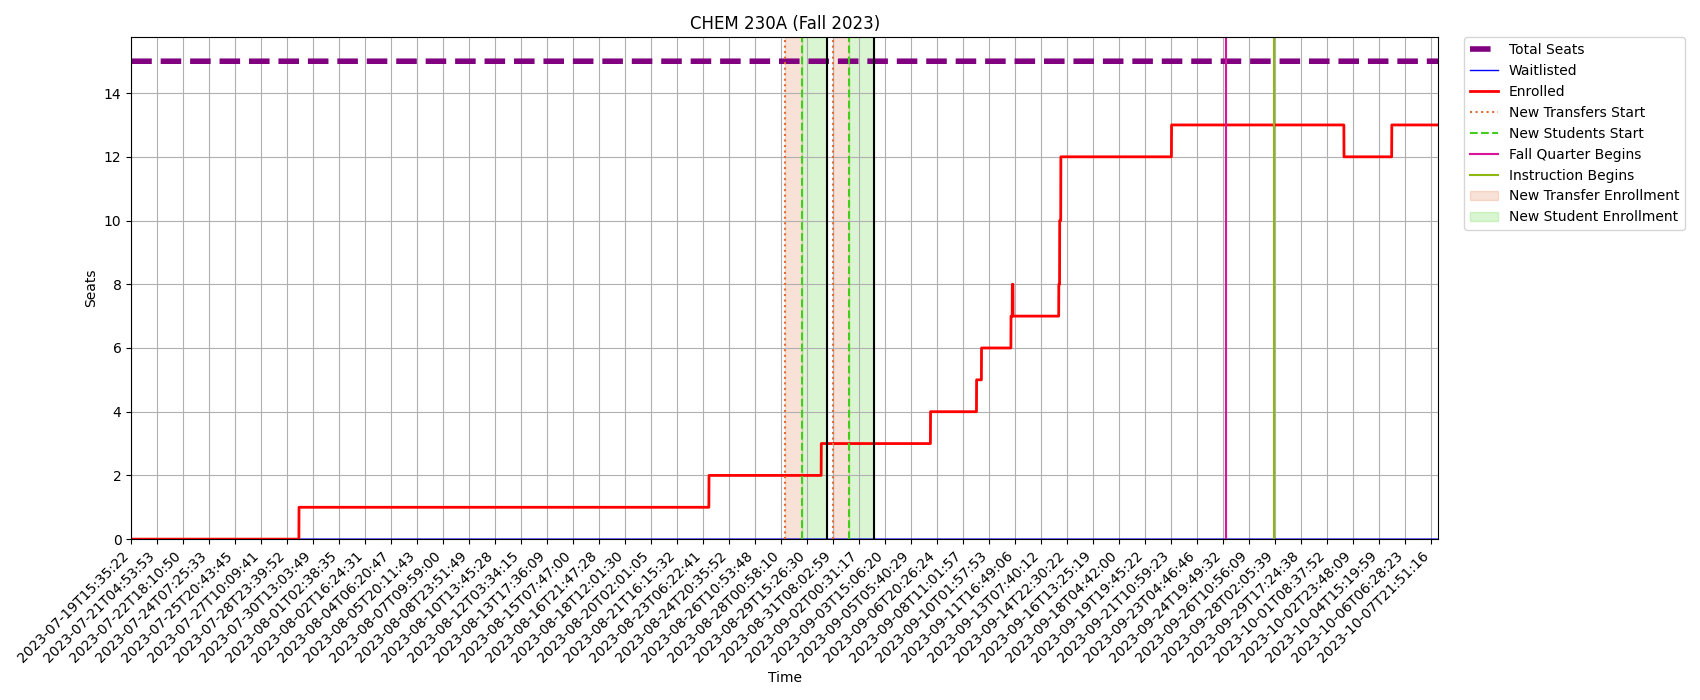 CHEM 230A (Fall 2023)
Total Seats
Waitlisted
Enrolled
New Transfers Start
New Students Start
Fall Quarter Begins
Instruction Begins
New Transfer Enrollment
New Student Enrollment
Seats
14
12
10
8
6
4
2
0
2023-07-19T15:35:22
2023-07-21T04:53:53
2023-07-22T18:10:50
2023-07-24T07:25:33
2023-07-25T20:43:45
2023-07-27T10:09:41
2023-07-28T23:39:52
2023-07-30T13:03:49
2023-08-01T02:38:35
2023-08-02T16:24:31
2023-08-04T06:20:47
2023-08-05T20:11:43
2023-08-07T09:59:00
2023-08-08T23:51:49
2023-08-10T13:45:28
2023-08-12T03:34:15
2023-08-13T17:36:09
2023-08-15T07:47:00
2023-08-16T21:47:28
2023-08-18T12:01:30
2023-08-20T02:01:05
2023-08-21T16:15:32
2023-08-23T06:22:41
2023-08-24T20:35:52
2023-08-26T10:53:48
2023-08-28T00:58:10
2023-08-29T15:26:30
2023-08-31T08:02:59
2023-09-02T00:31:17
2023-09-03T15:06:20
2023-09-05T05:40:29
2023-09-06T20:26:24
2023-09-08T11:01:57
2023-09-10T01:57:53
2023-09-11T16:49:06
2023-09-13T07:40:12
2023-09-14T22:30:22
2023-09-16T13:25:19
2023-09-18T04:42:00
2023-09-19T19:45:22
2023-09-21T10:59:23
2023-09-23T04:46:46
2023-09-24T19:49:32
2023-09-26T10:56:09
2023-09-28T02:05:39
2023-09-29T17:24:38
2023-10-01T08:37:52
2023-10-02T23:48:09
2023-10-04T15:19:59
2023-10-06T06:28:23
2023-10-07T21:51:16
Time